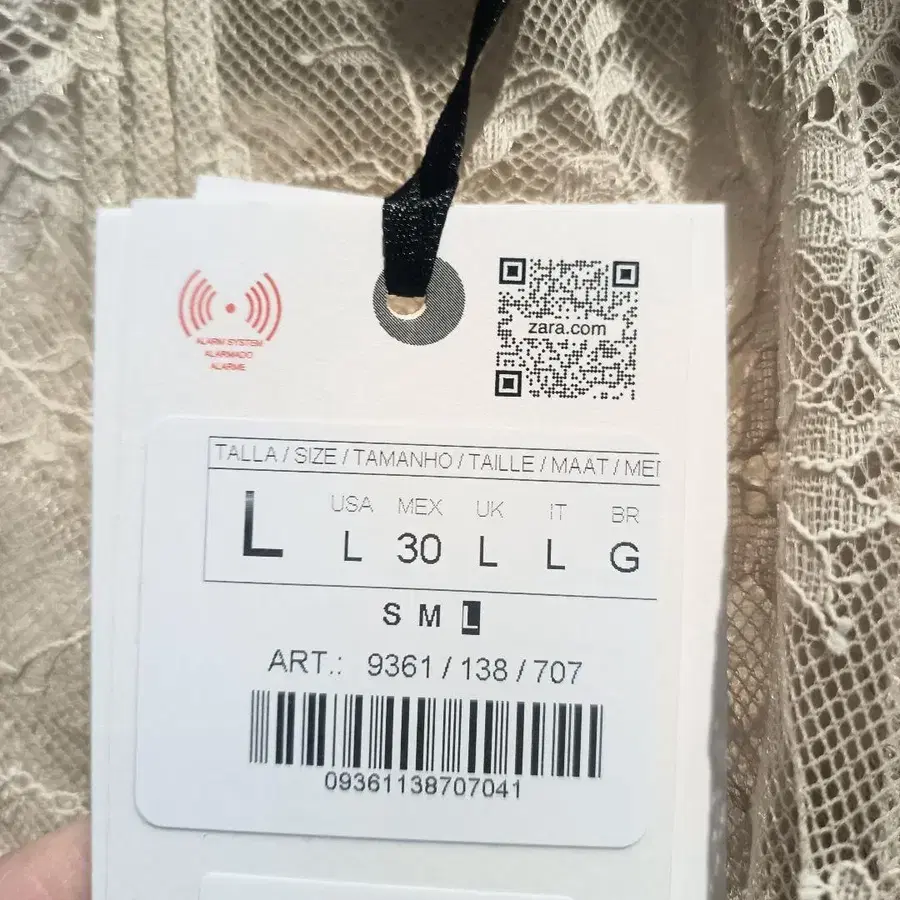 ALARM SYSTEM
ALARMADO
ALARME
zara.com
TALLA / SIZE / TAMANHO / TAILLE / MAAT /
USA MEX UK IT BR
L L 30 L L G
S M L
ART.: 9361 / 138 / 707
09361138707041